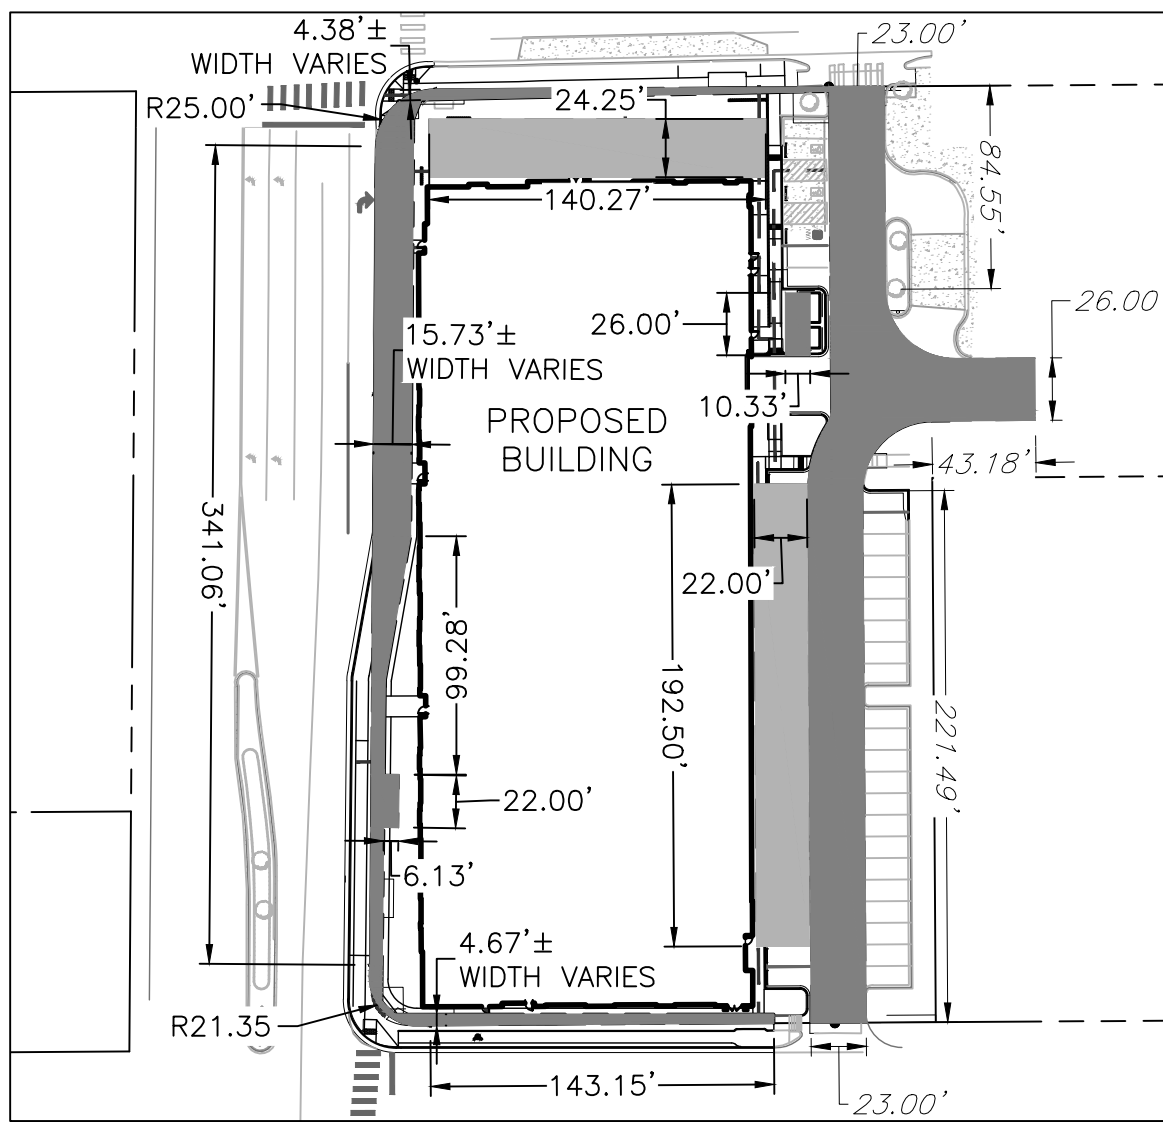 4.38'±
WIDTH VARIES
23.00'
R25.00'
24.25'
84.55'
140.27'
26.00'
26.00
15.73'±
WIDTH VARIES
10.33'
PROPOSED
BUILDING
43.18'
341.06'
22.00'
99.28'
192.50'
221.49'
22.00'
6.13'
4.67'±
WIDTH VARIES
R21.35
143.15'
23.00'